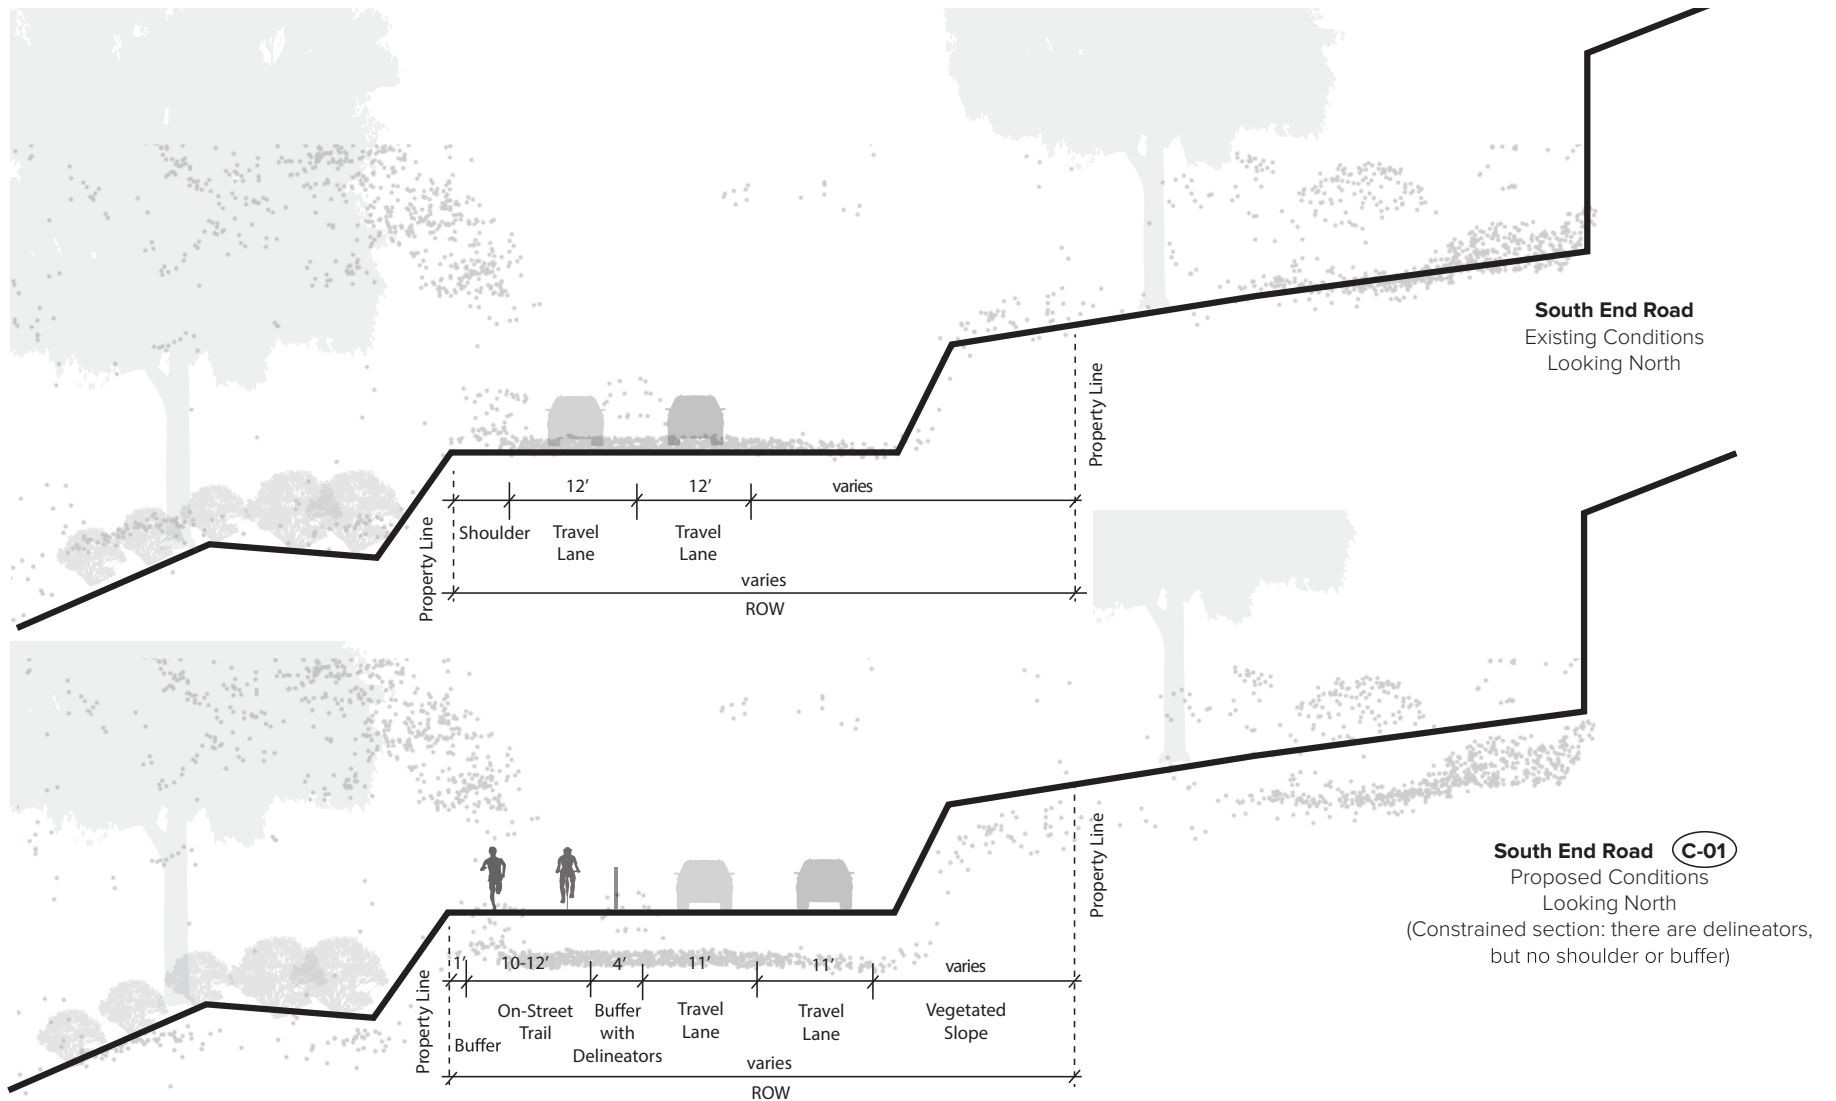 South End Road
Existing Conditions
Looking North
Property Line
Property Line
12’
12’
varies
Shoulder
Travel
Lane
Travel
Lane
varies
ROW
South End Road C-01
Proposed Conditions
Looking North
(Constrained section: there are delineators,
but no shoulder or buffer)
Property Line
Property Line
1’
10-12’
4’
11’
11’
varies
Buffer
On-Street
Trail
Buffer
with
Delineators
Travel
Lane
Travel
Lane
Vegetated
Slope
varies
ROW